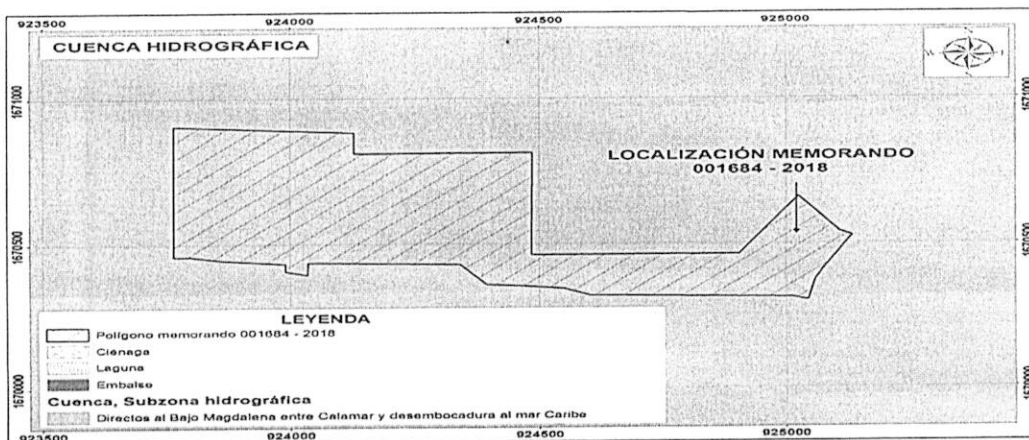 923500 924000 924500 925000
CUENCA HIDROGRÁFICA
N
W
1671000 1671000
LOCALIZACIÓN MEMORANDO
001684 - 2018
1670500 1670500
LEYENDA
Polígono memorando 001684 - 2018
Ciénaga
Laguna
Embalse
Cuenca, Subzona hidrográfica
Directos al Bajo Magdalena entre Calamar y desembocadura al mar Caribe
1670000 1670000
923500 924000 924500 925000